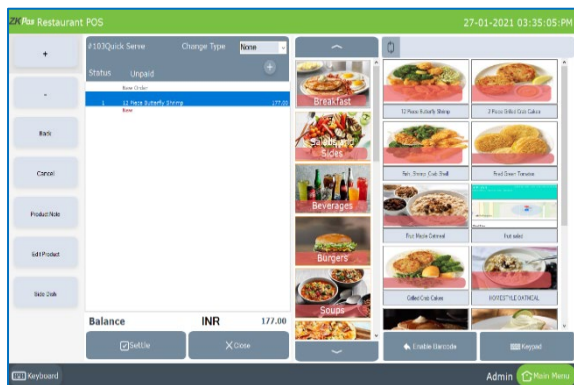 ZKPos Restaurant POS
27-01-2021 03:35:05:PM
+
-
Back
Cancel
Product Note
Edit Product
Side Dish
#103Quick Serve
Change Type
None
Status
Unpaid
+
New Order
1
12 Piece Butterfly Shrimp
177.00
New
Balance
INR
177.00
Settle
Close
Breakfast
Salads and
Sides
Beverages
Burgers
Soups
12 Piece Butterfly Shrimp
2 Piece Grilled Crab Cakes
Fried Green Tomatoes
Fruit Maple Oatmeal
Fruit salad
Grilled Crab Cakes
HOMESTYLE OATMEAL
Enable Barcode
Keypad
Keyboard
Admin
Main Menu